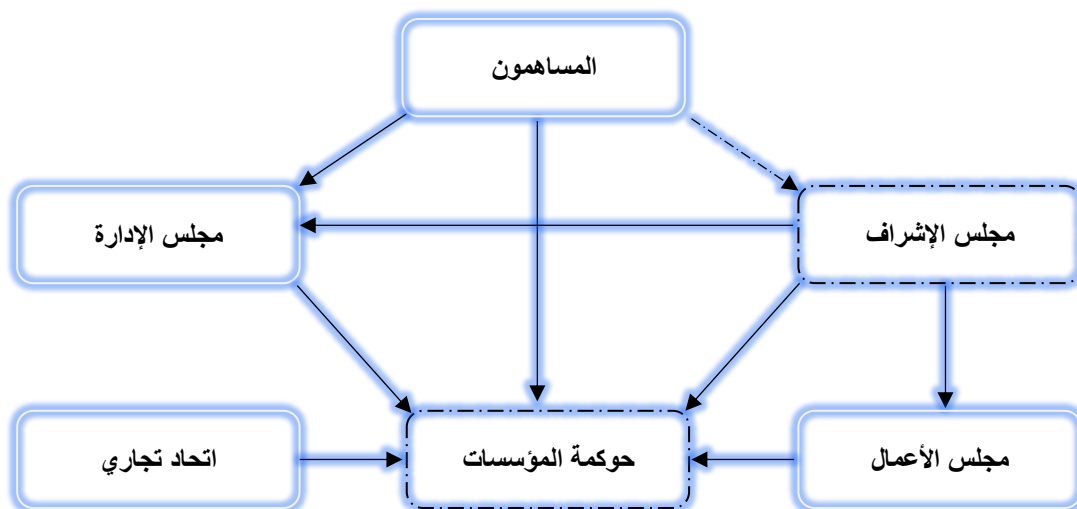 المساهمون
مجلس الإشراف
مجلس الإدارة
مجلس الأعمال
حوكمة المؤسسات
اتحاد تجاري